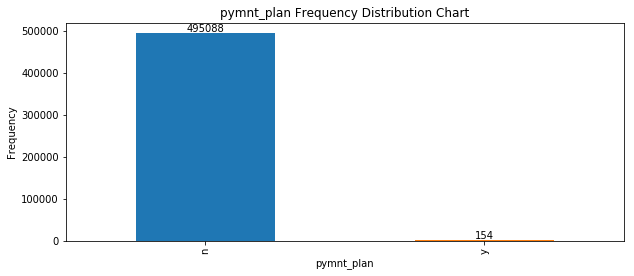 pymnt_plan Frequency Distribution Chart
495088
500000
400000
300000
200000
100000
0
Frequency
154
n
y
pymnt_plan